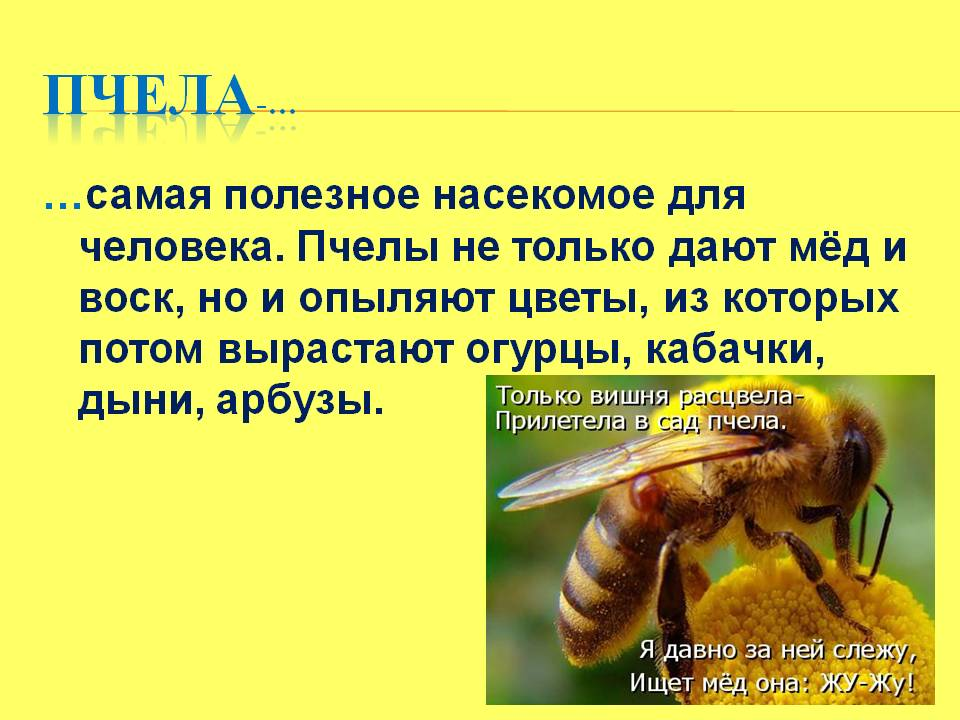 ПЧЕЛА-...
...самая полезное насекомое для
человека. Пчелы не только дают мёд и
воск, но и опыляют цветы, из которых
потом вырастают огурцы, кабачки,
дыни, арбузы.
Только вишня расцвела-
Прилетела в сад пчела.
Я давно за ней слежу,
Ищет мёд она: ЖУ-Жу!